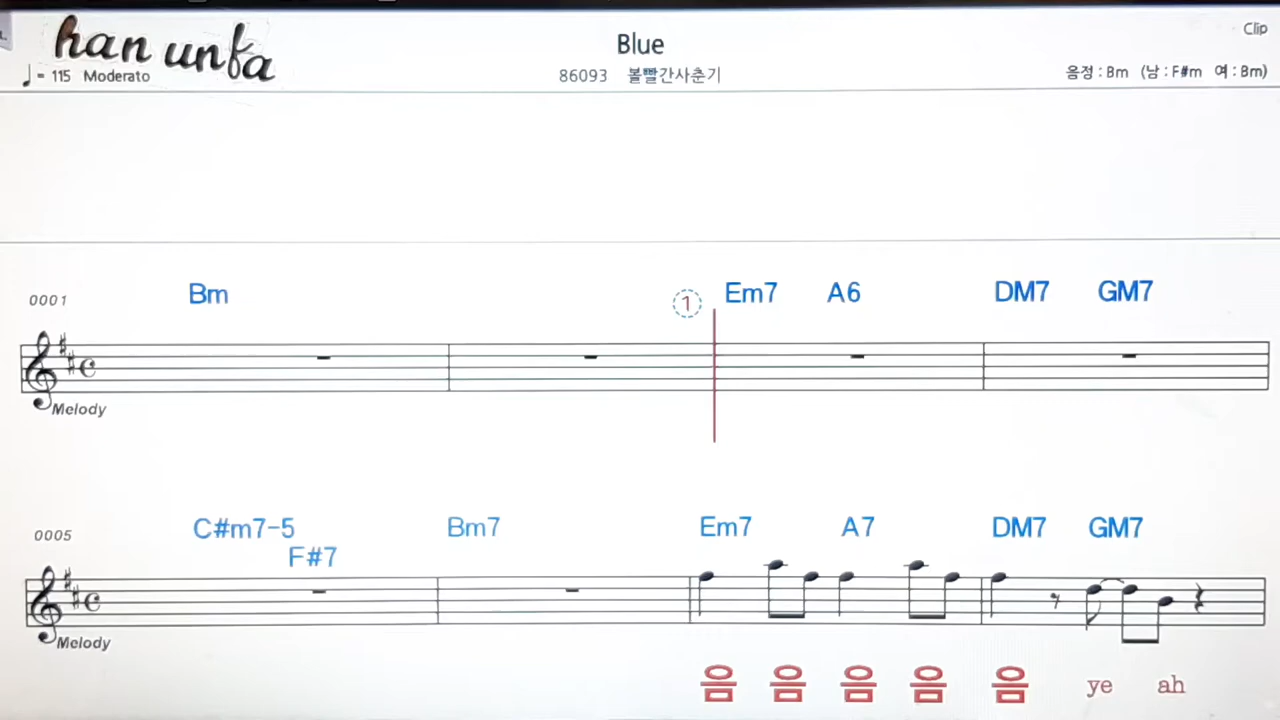 han unfa
Blue
Clip
♩= 115 Moderato
86093 볼빨간사춘기
음정 : Bm (남 : F#m 여 : Bm)
0001
Bm
1
Em7 A6 DM7 GM7
Melody
0005
C#m7-5 F#7 Bm7 Em7 A7 DM7 GM7
Melody
음 음 음 음 음 ye ah